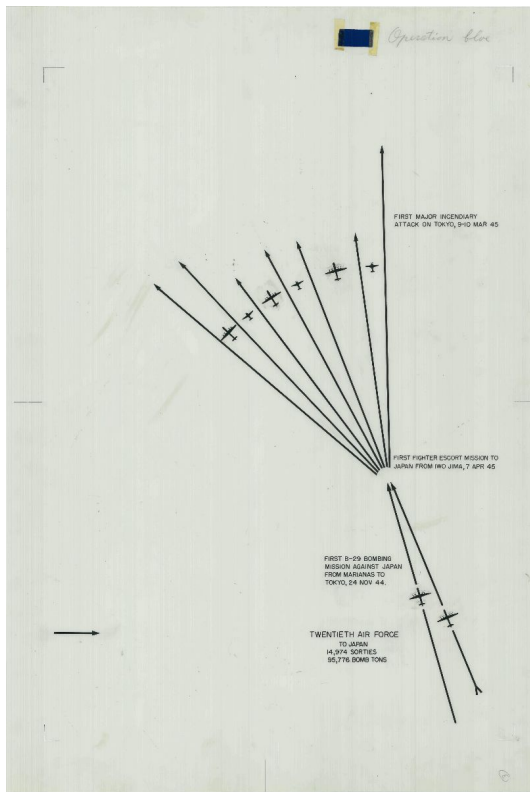 Operation blue
FIRST MAJOR INCENDIARY
ATTACK ON TOKYO, 9-10 MAR 45
FIRST FIGHTER ESCORT MISSION TO
JAPAN FROM IWO JIMA, 7 APR 45
FIRST B-29 BOMBING
MISSION AGAINST JAPAN
FROM MARIANAS TO
TOKYO, 24 NOV 44.
TWENTIETH AIR FORCE
TO JAPAN
14,974 SORTIES
95,776 BOMB TONS